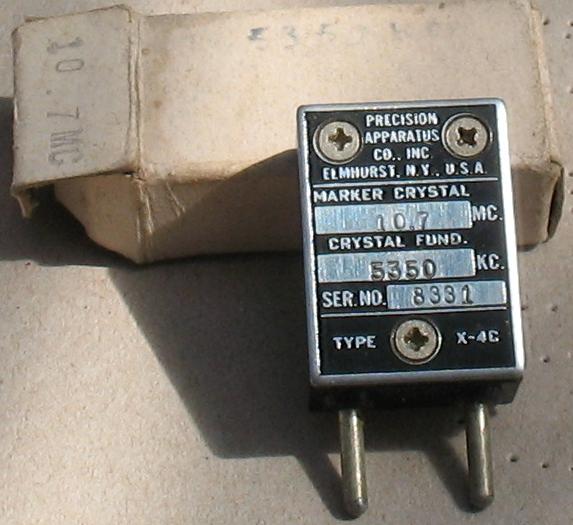 10.7 MC
PRECISION
APPARATUS
CO., INC.
ELMHURST, N.Y., U.S.A.
MARKER CRYSTAL
10.7 MC.
CRYSTAL FUND.
5350 KC.
SER. NO. 8331
TYPE X-4C